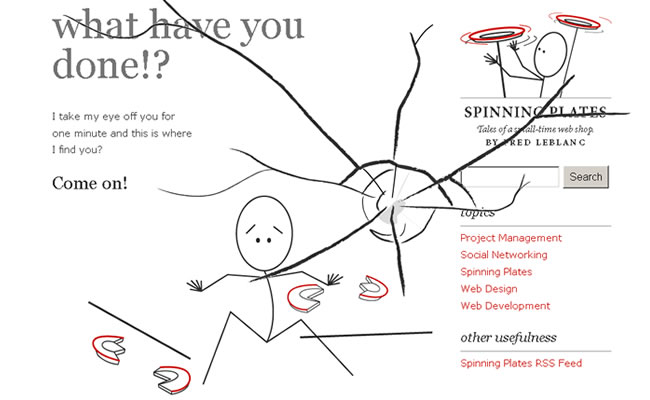 what have you
done!?
I take my eye off you for
one minute and this is where
I find you?
Come on!
SPINNING PLATES
Tales of a small-time web shop.
BY FRED LEBLANC
Search
topics
Project Management
Social Networking
Spinning Plates
Web Design
Web Development
other usefulness
Spinning Plates RSS Feed